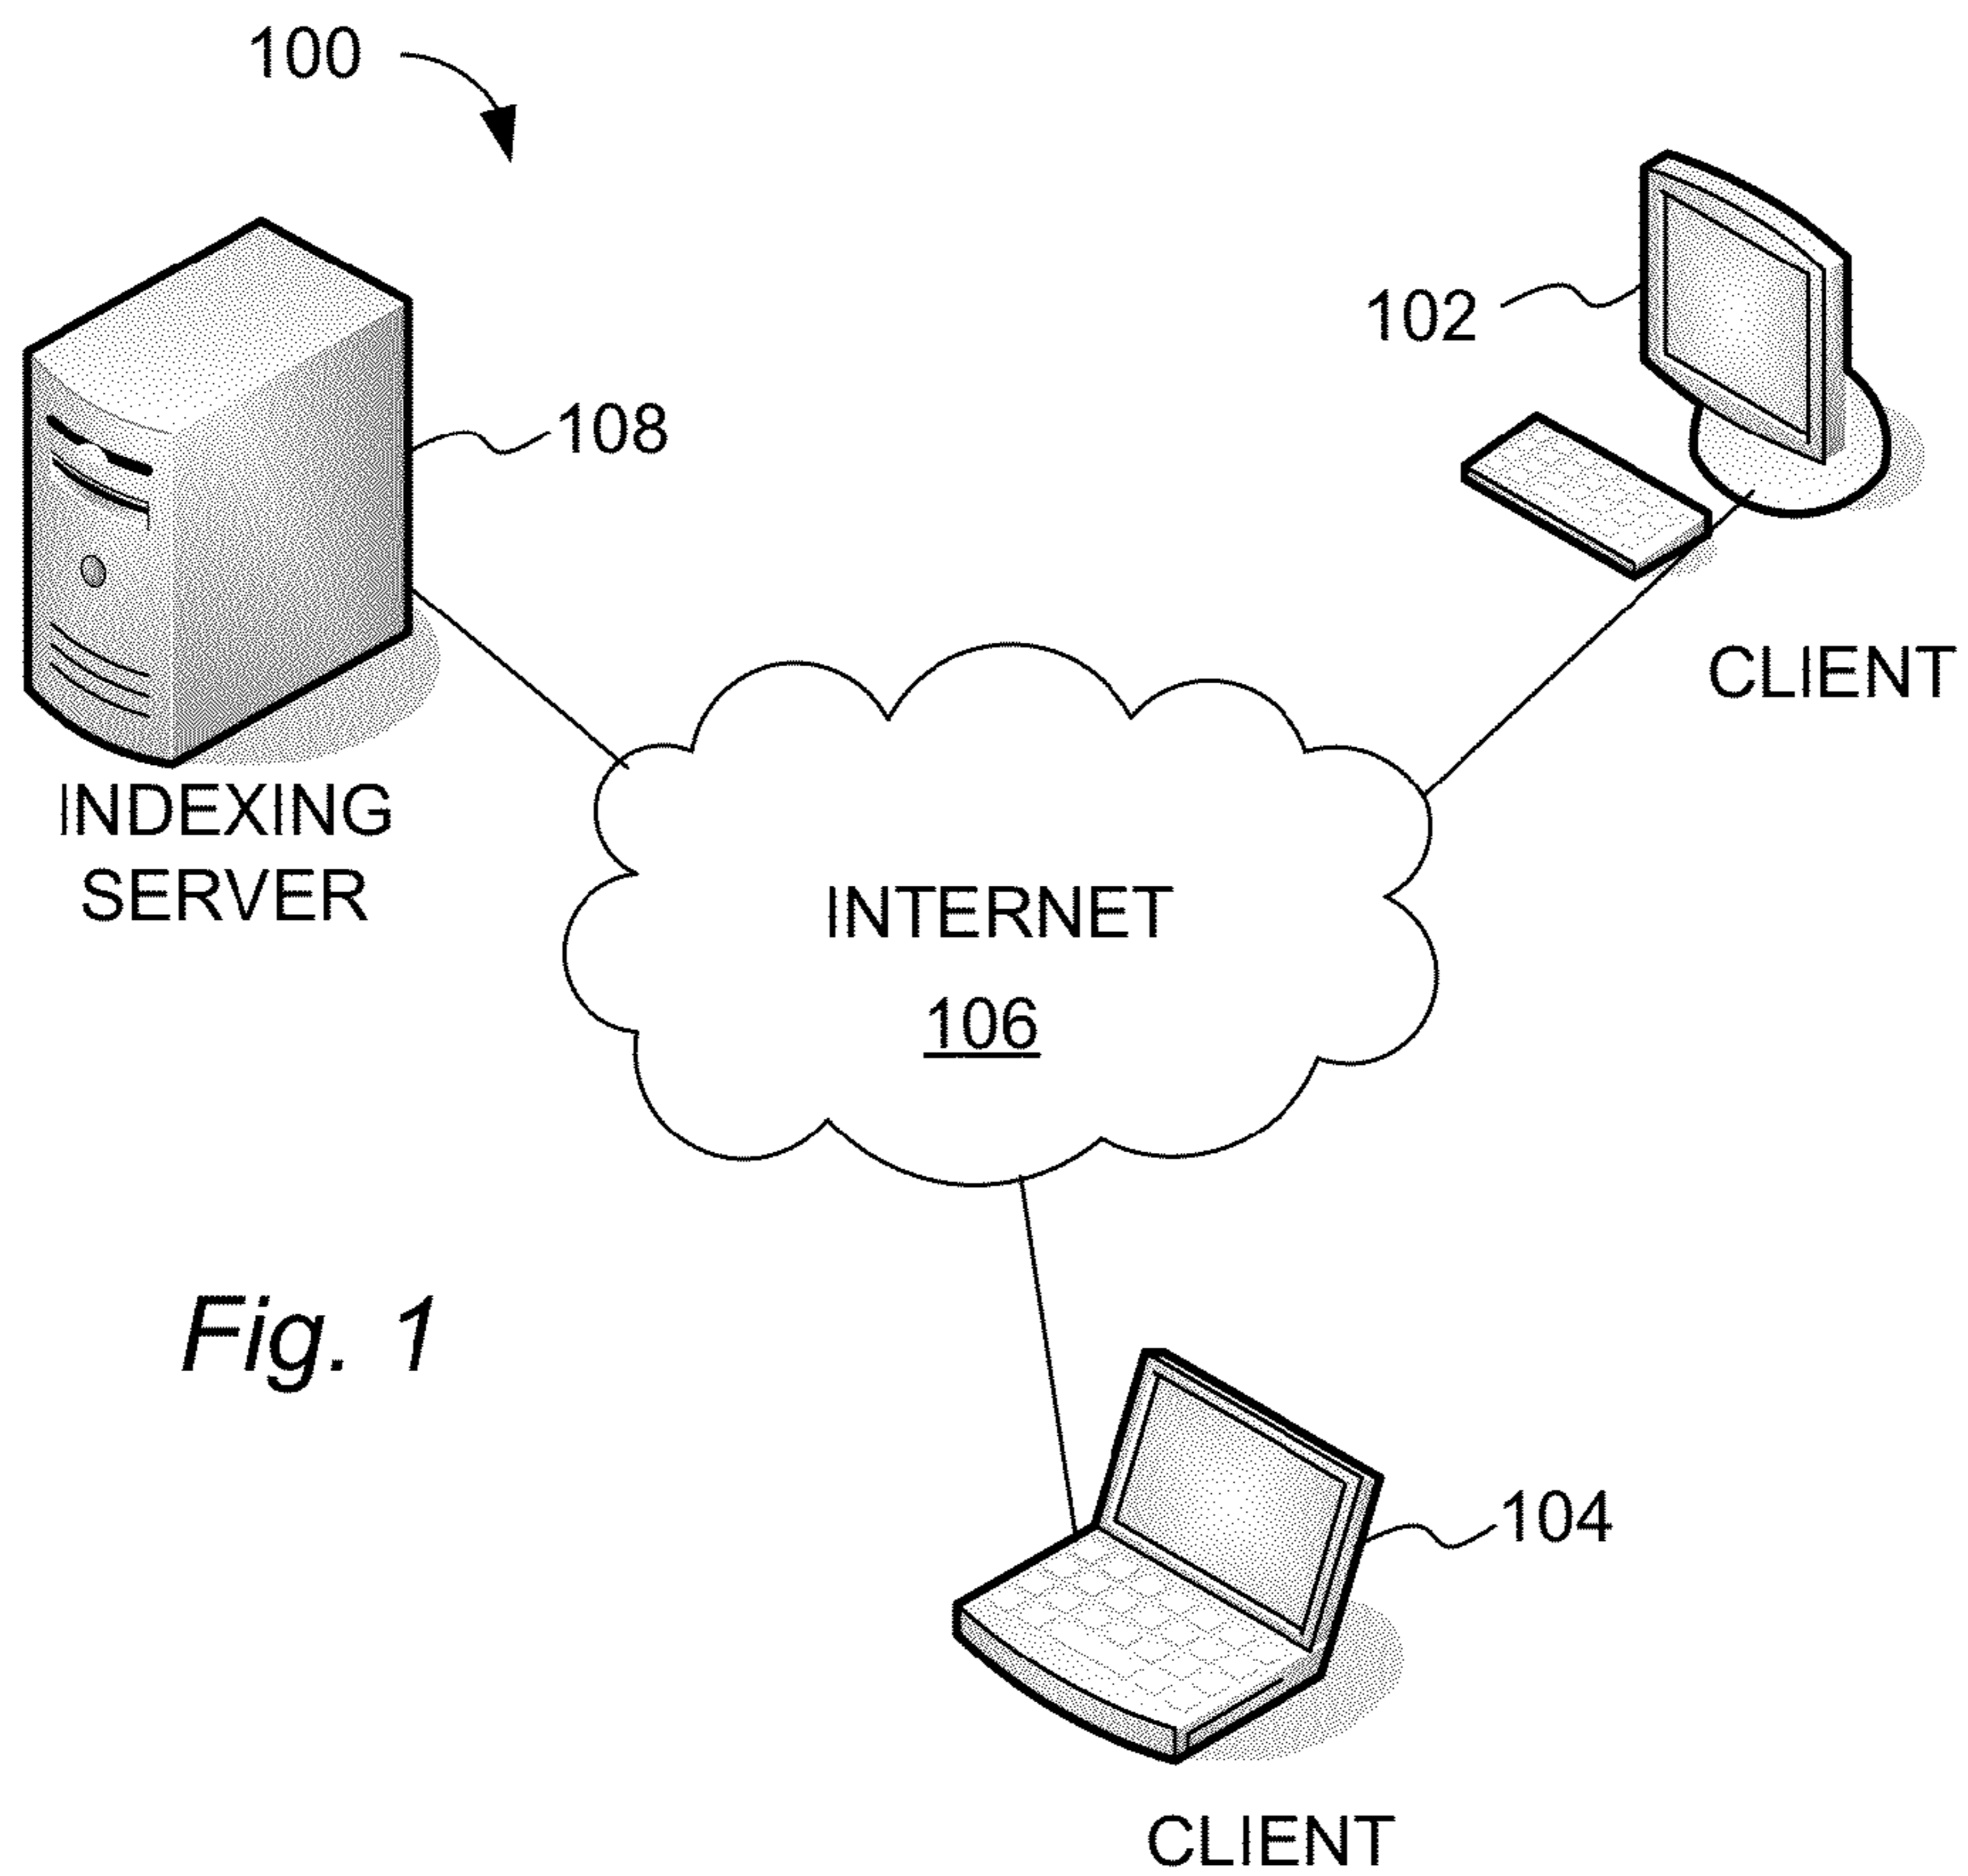 100
102
108
CLIENT
INDEXING
SERVER
INTERNET
106
Fig. 1
104
CLIENT